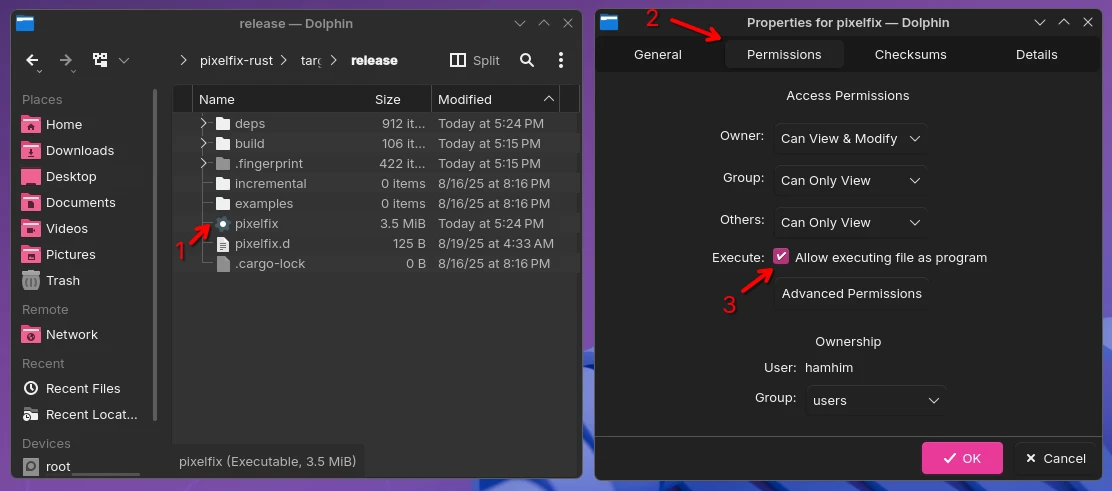 release — Dolphin
pixelfix-rust
targ
release
Split
Places
Home
Downloads
Desktop
Documents
Videos
Pictures
Trash
Remote
Network
Recent
Recent Files
Recent Locat...
Devices
root
Name Size Modified
deps 912 it... Today at 5:24 PM
build 106 it... Today at 5:15 PM
.fingerprint 422 it... Today at 5:15 PM
incremental 0 items 8/16/25 at 8:16 PM
examples 0 items 8/16/25 at 8:16 PM
pixelfix 3.5 MiB Today at 5:24 PM
pixelfix.d 125 B 8/19/25 at 4:33 AM
.cargo-lock 0 B 8/16/25 at 8:16 PM
1
pixelfix (Executable, 3.5 MiB)
2
Properties for pixelfix — Dolphin
General Permissions Checksums Details
Access Permissions
Owner: Can View & Modify
Group: Can Only View
Others: Can Only View
Execute: Allow executing file as program
3
Advanced Permissions
Ownership
User: hamhim
Group: users
OK Cancel